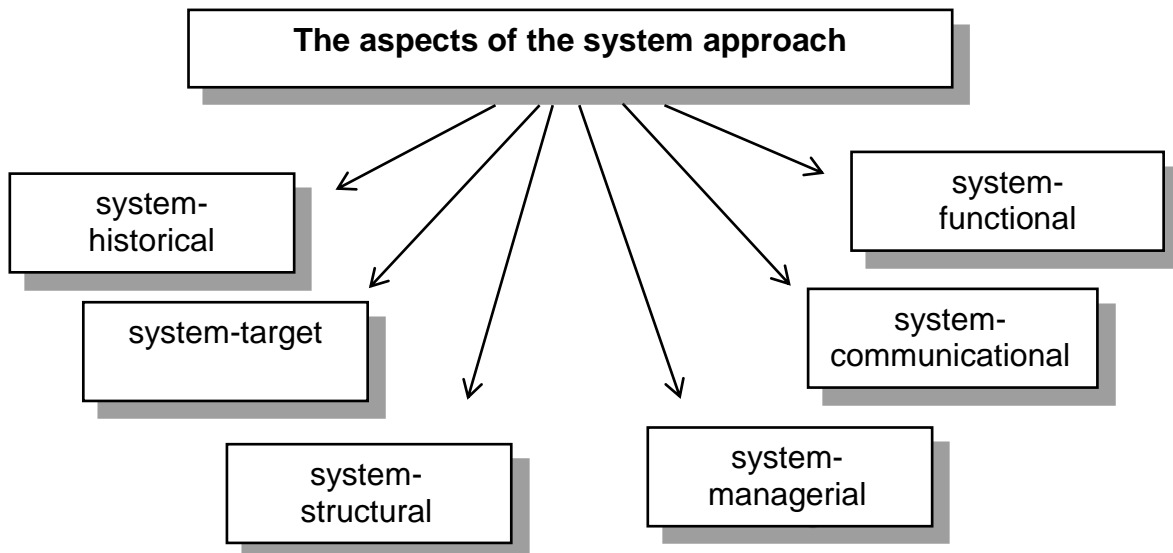 The aspects of the system approach
system-
historical
system-target
system-
structural
system-
managerial
system-
communicational
system-
functional